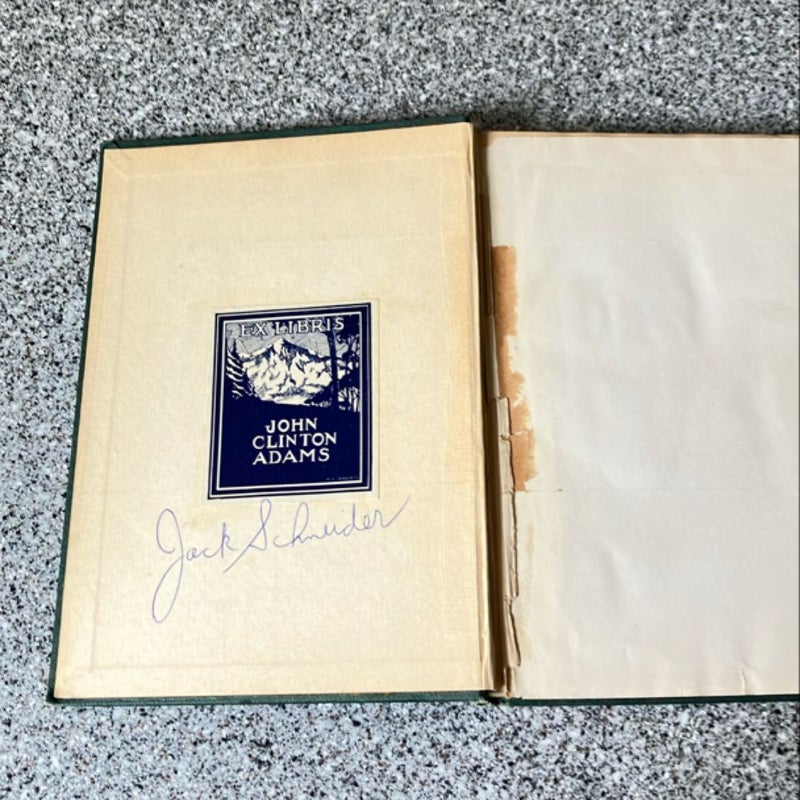 EX LIBRIS
JOHN
CLINTON
ADAMS
Jack Schneider